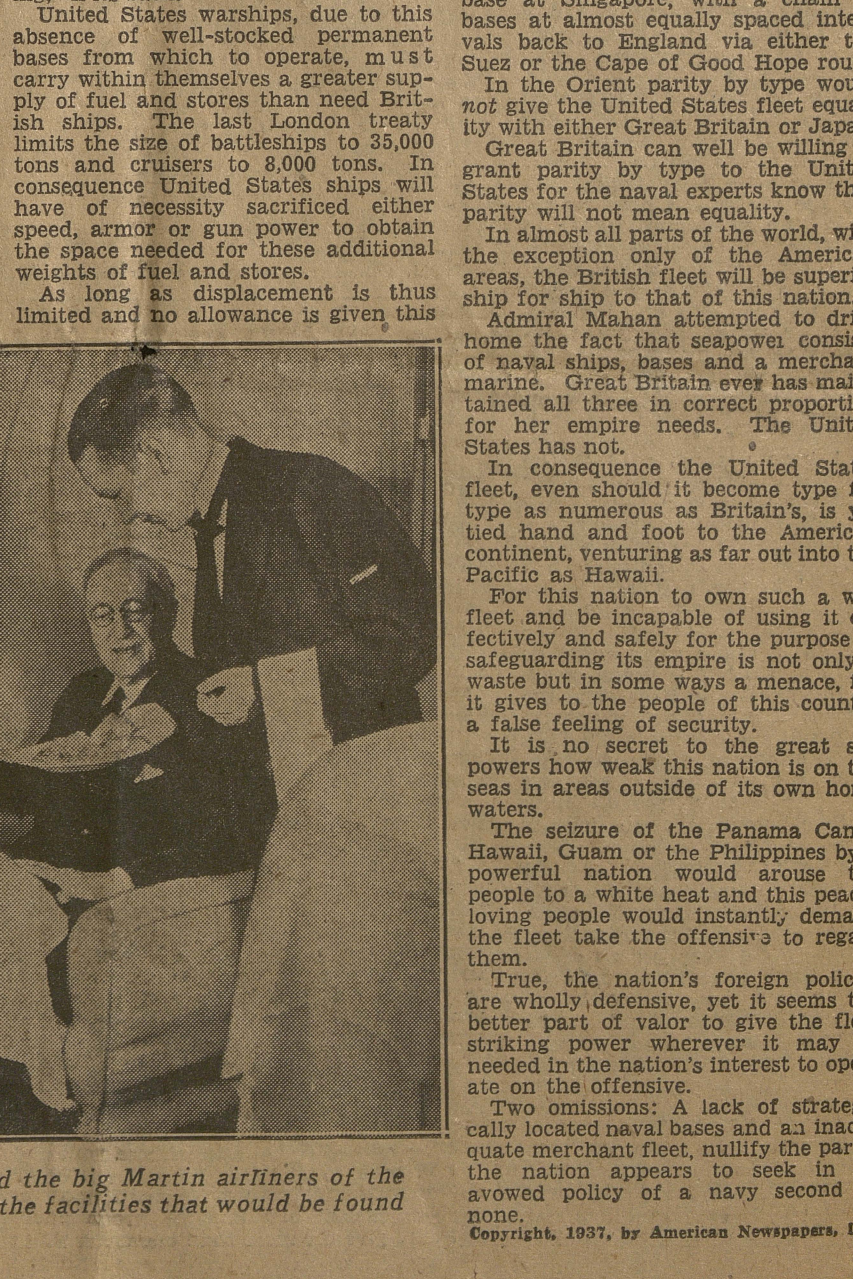 United States warships, due to this
absence of well-stocked permanent
bases from which to operate, must
carry within themselves a greater sup-
ply of fuel and stores than need Brit-
ish ships. The last London treaty
limits the size of battleships to 35,000
tons and cruisers to 8,000 tons. In
consequence United States ships will
have of necessity sacrificed either
speed, armor or gun power to obtain
the space needed for these additional
weights of fuel and stores.
As long as displacement is thus
limited and no allowance is given this
d the big Martin airliners of the
the facilities that would be found
base at Singapore, with a chain
bases at almost equally spaced inte
vals back to England via either t
Suez or the Cape of Good Hope rou
In the Orient parity by type wou
not give the United States fleet equa
ity with either Great Britain or Japa
Great Britain can well be willing
grant parity by type to the Unit
States for the naval experts know th
parity will not mean equality.
In almost all parts of the world, wi
the exception only of the Americ
areas, the British fleet will be superi
ship for ship to that of this nation.
Admiral Mahan attempted to dri
home the fact that seapower consi
of naval ships, bases and a mercha
marine. Great Britain ever has mai
tained all three in correct proporti
for her empire needs. The Unit
States has not.
In consequence the United Stat
fleet, even should it become type f
type as numerous as Britain's, is y
tied hand and foot to the Americ
continent, venturing as far out into t
Pacific as Hawaii.
For this nation to own such a w
fleet and be incapable of using it e
fectively and safely for the purpose
safeguarding its empire is not only
waste but in some ways a menace, f
it gives to the people of this count
a false feeling of security.
It is no secret to the great s
powers how weak this nation is on t
seas in areas outside of its own ho
waters.
The seizure of the Panama Can
Hawaii, Guam or the Philippines by
powerful nation would arouse t
people to a white heat and this peac
loving people would instantly dema
the fleet take the offensive to rega
them.
True, the nation's foreign polic
are wholly defensive, yet it seems t
better part of valor to give the fle
striking power wherever it may
needed in the nation's interest to ope
ate on the offensive.
Two omissions: A lack of strate
cally located naval bases and an inad
quate merchant fleet, nullify the par
the nation appears to seek in
avowed policy of a navy second
none.
Copyright, 1937, by American Newspapers, I